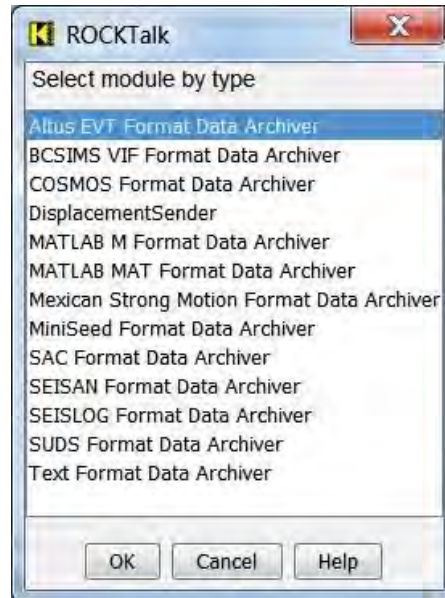 ROCKTalk
Select module by type
Altus EVT Format Data Archiver
BCSIMS VIF Format Data Archiver
COSMOS Format Data Archiver
DisplacementSender
MATLAB M Format Data Archiver
MATLAB MAT Format Data Archiver
Mexican Strong Motion Format Data Archiver
MiniSeed Format Data Archiver
SAC Format Data Archiver
SEISAN Format Data Archiver
SEISLOG Format Data Archiver
SUDS Format Data Archiver
Text Format Data Archiver
OK Cancel Help